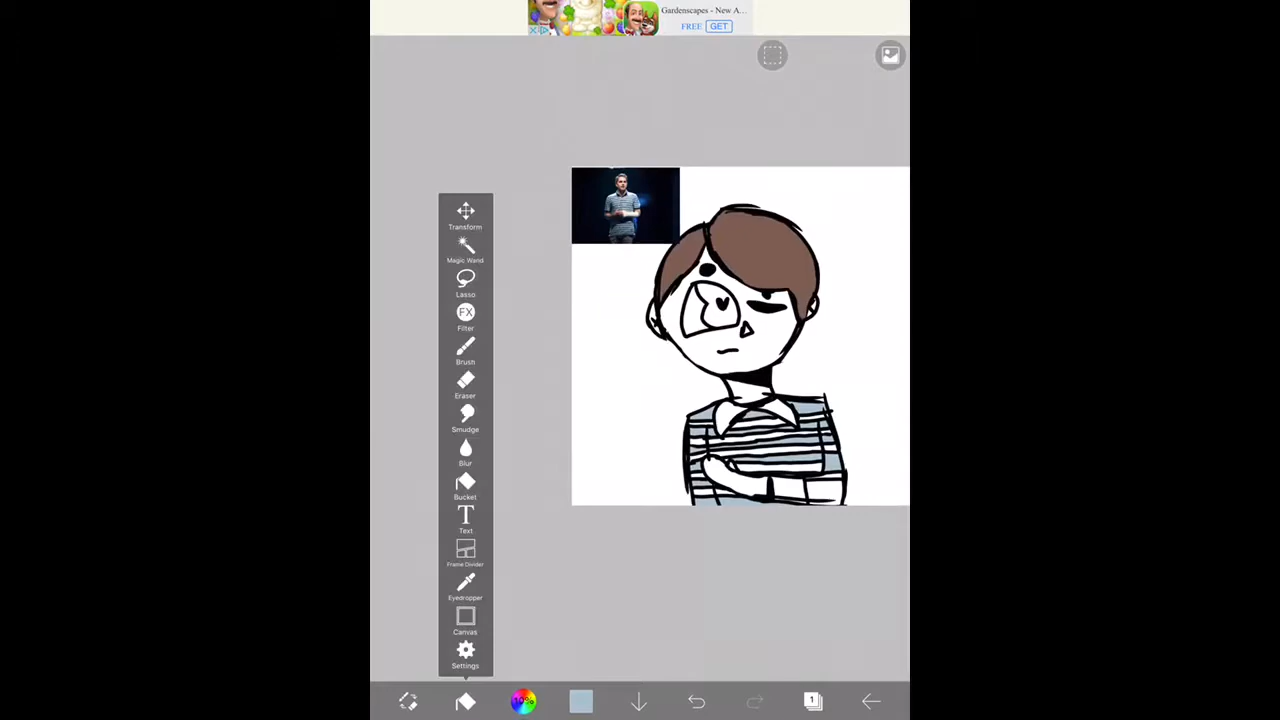 Gardenscapes - New A...
FREE GET
Transform
Magic Wand
Lasso
FX
Filter
Brush
Eraser
Smudge
Blur
Bucket
T
Text
Frame Divider
Eyedropper
Canvas
Settings
10%
1